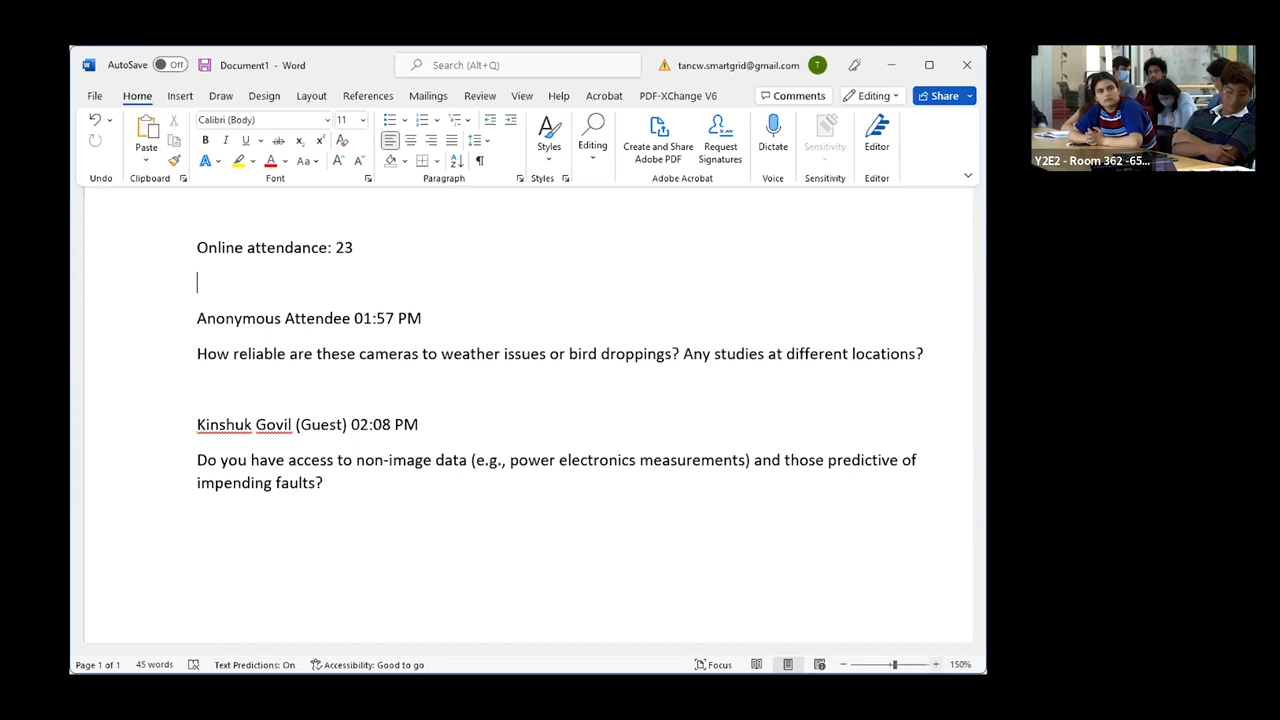 AutoSave Off Document1 - Word Search (Alt+Q) tancw.smartgrid@gmail.com T
File Home Insert Draw Design Layout References Mailings Review View Help Acrobat PDF-XChange V6 Comments Editing Share
Calibri (Body) 11
Paste Styles Editing Create and Share Adobe PDF Request Signatures Dictate Sensitivity Editor
Undo Clipboard Font Paragraph Styles Adobe Acrobat Voice Sensitivity Editor
Online attendance: 23
Anonymous Attendee 01:57 PM
How reliable are these cameras to weather issues or bird droppings? Any studies at different locations?
Kinshuk Govil (Guest) 02:08 PM
Do you have access to non-image data (e.g., power electronics measurements) and those predictive of
impending faults?
Page 1 of 1 45 words Text Predictions: On Accessibility: Good to go Focus 150%
Y2E2 - Room 362 -65...